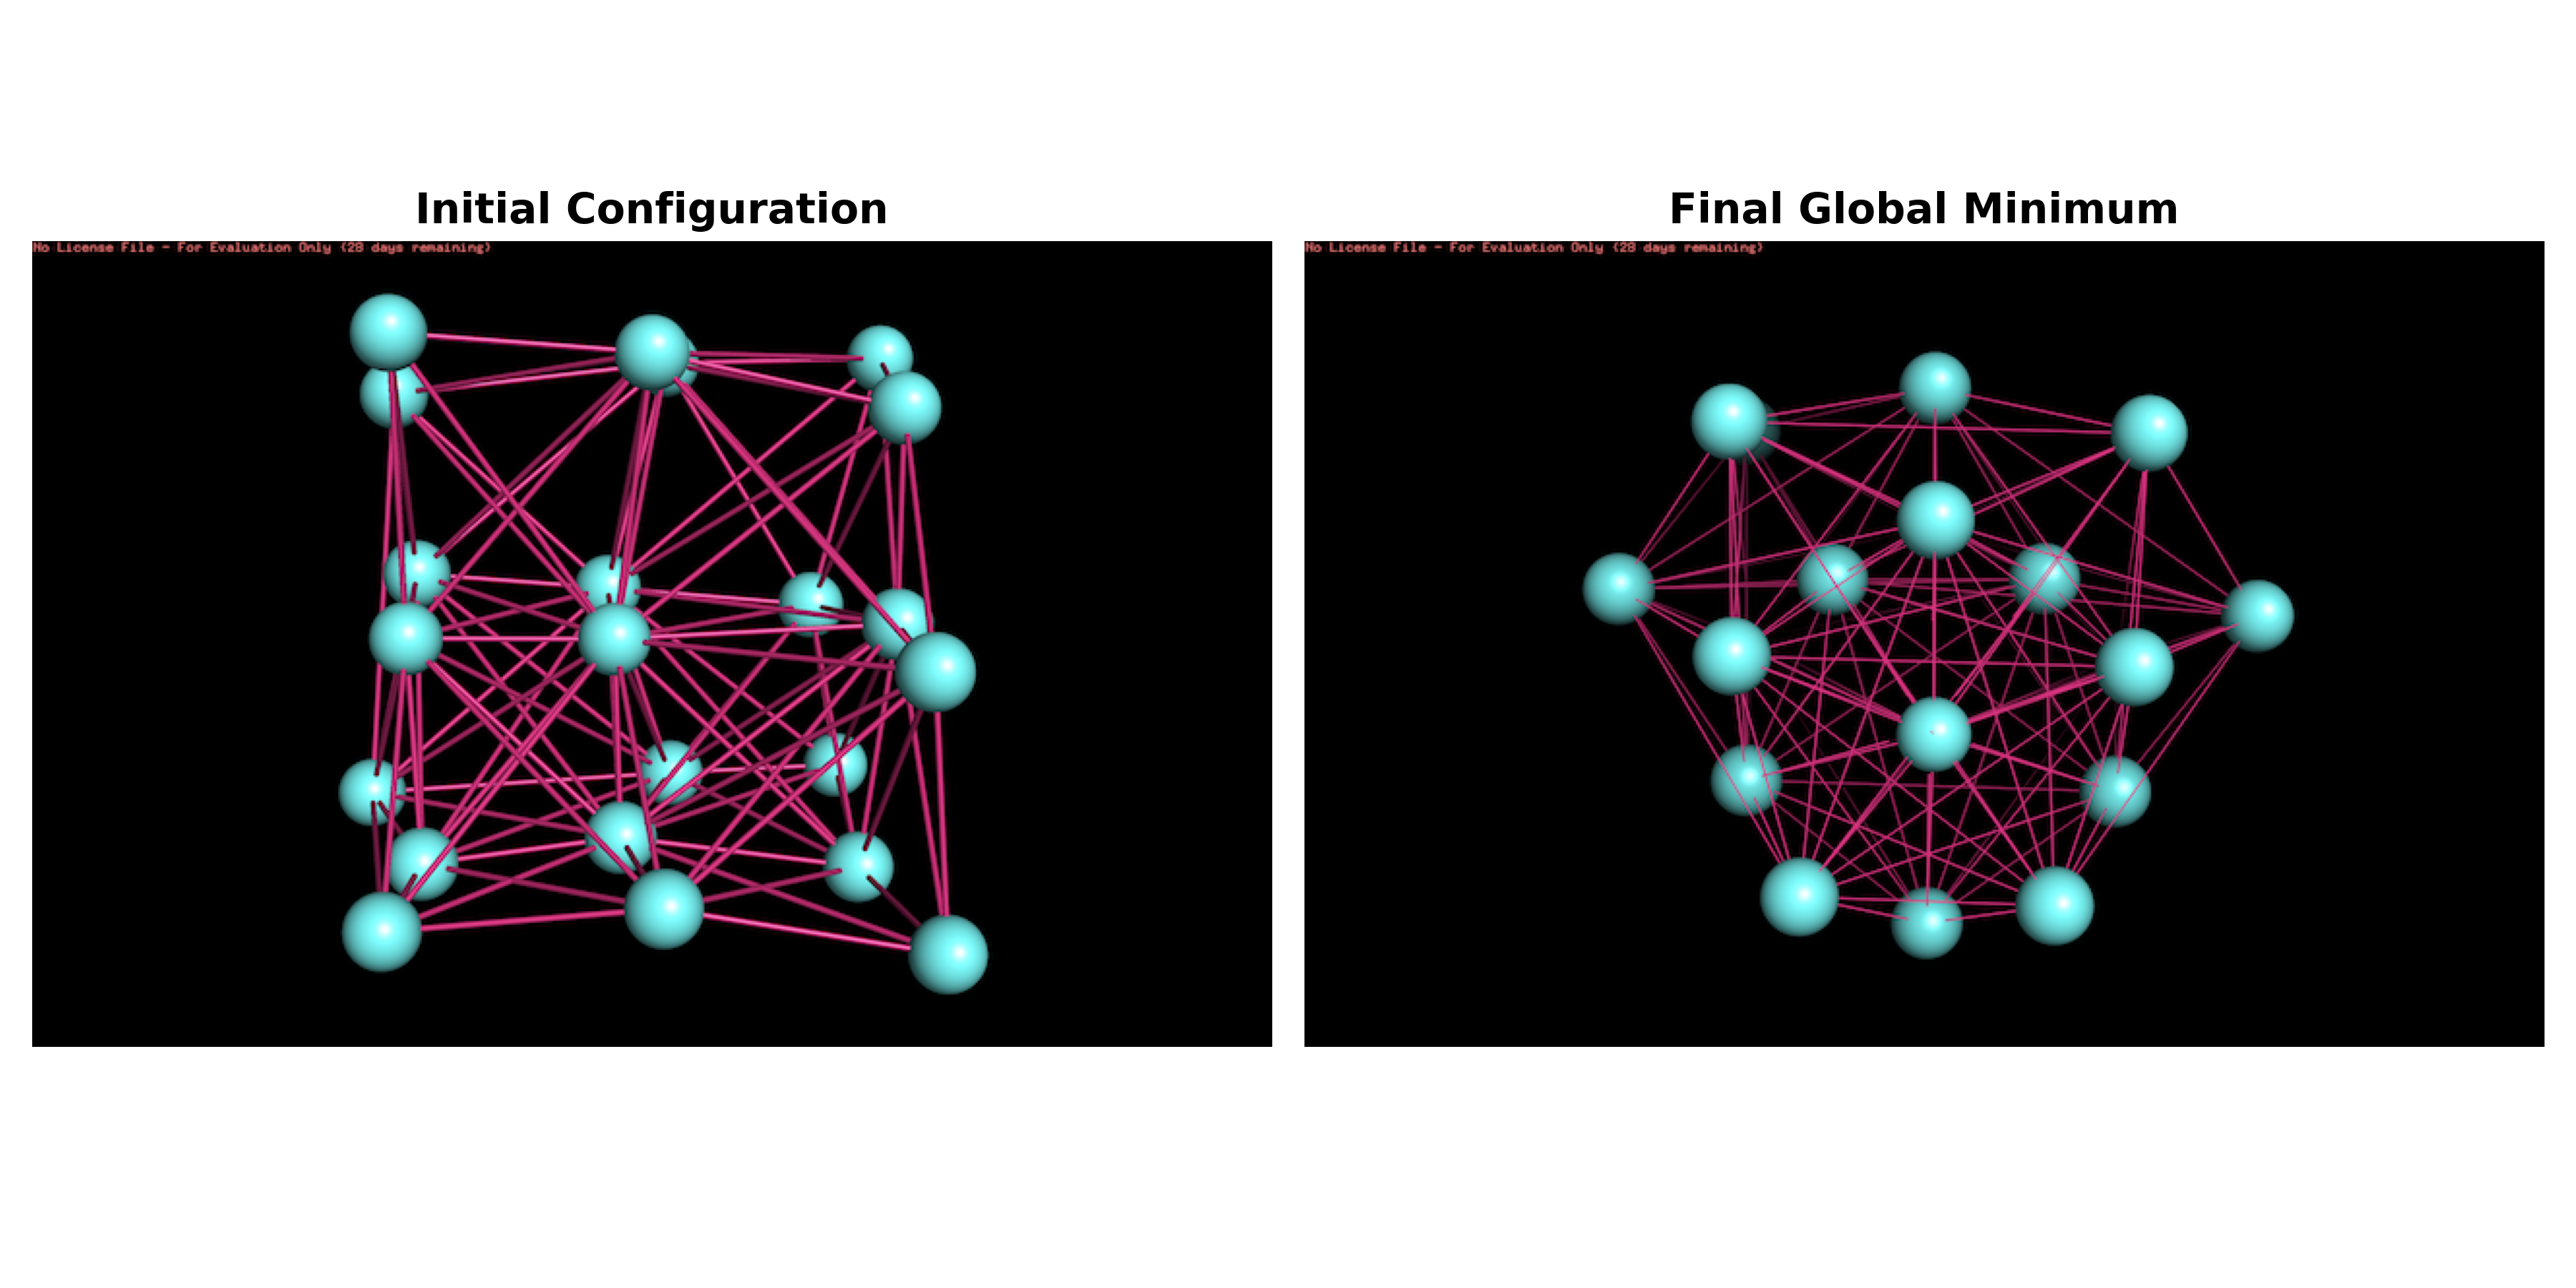 Initial Configuration
No License File - For Evaluation Only (28 days remaining)
Final Global Minimum
No License File - For Evaluation Only (28 days remaining)